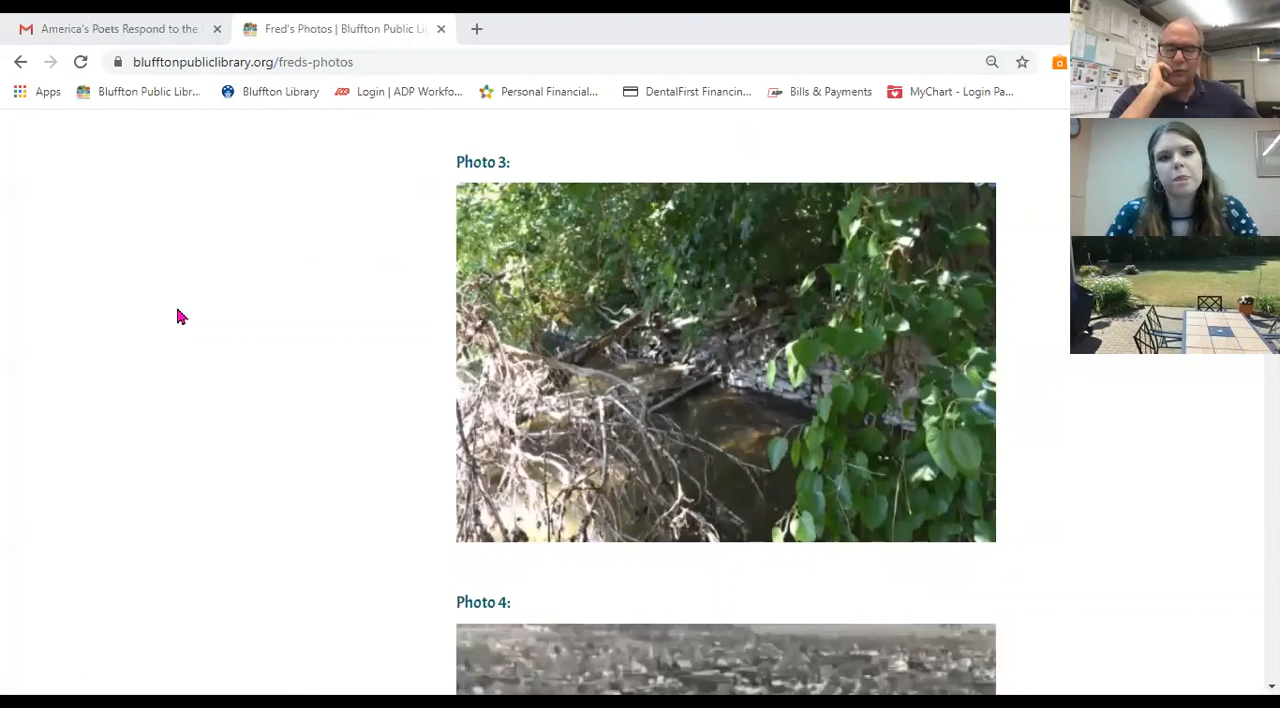 America's Poets Respond to the
Fred's Photos | Bluffton Public Li
blufftonpubliclibrary.org/freds-photos
Apps
Bluffton Public Libr...
Bluffton Library
Login | ADP Workfo...
Personal Financial...
DentalFirst Financin...
Bills & Payments
MyChart - Login Pa...
Photo 3:
Photo 4: